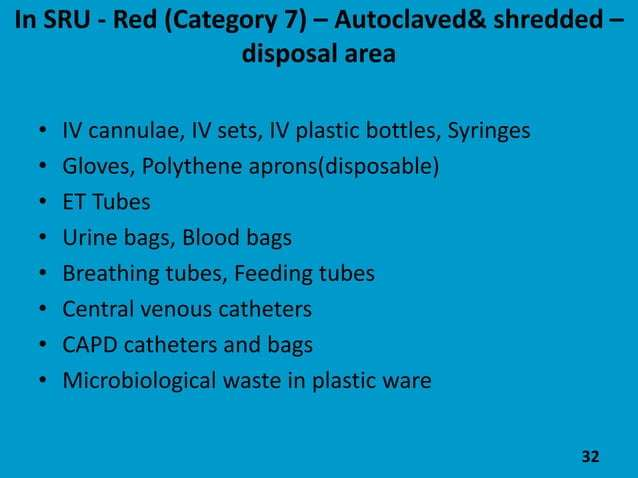 In SRU - Red (Category 7) – Autoclaved& shredded –
disposal area
• IV cannulae, IV sets, IV plastic bottles, Syringes
• Gloves, Polythene aprons(disposable)
• ET Tubes
• Urine bags, Blood bags
• Breathing tubes, Feeding tubes
• Central venous catheters
• CAPD catheters and bags
• Microbiological waste in plastic ware
32